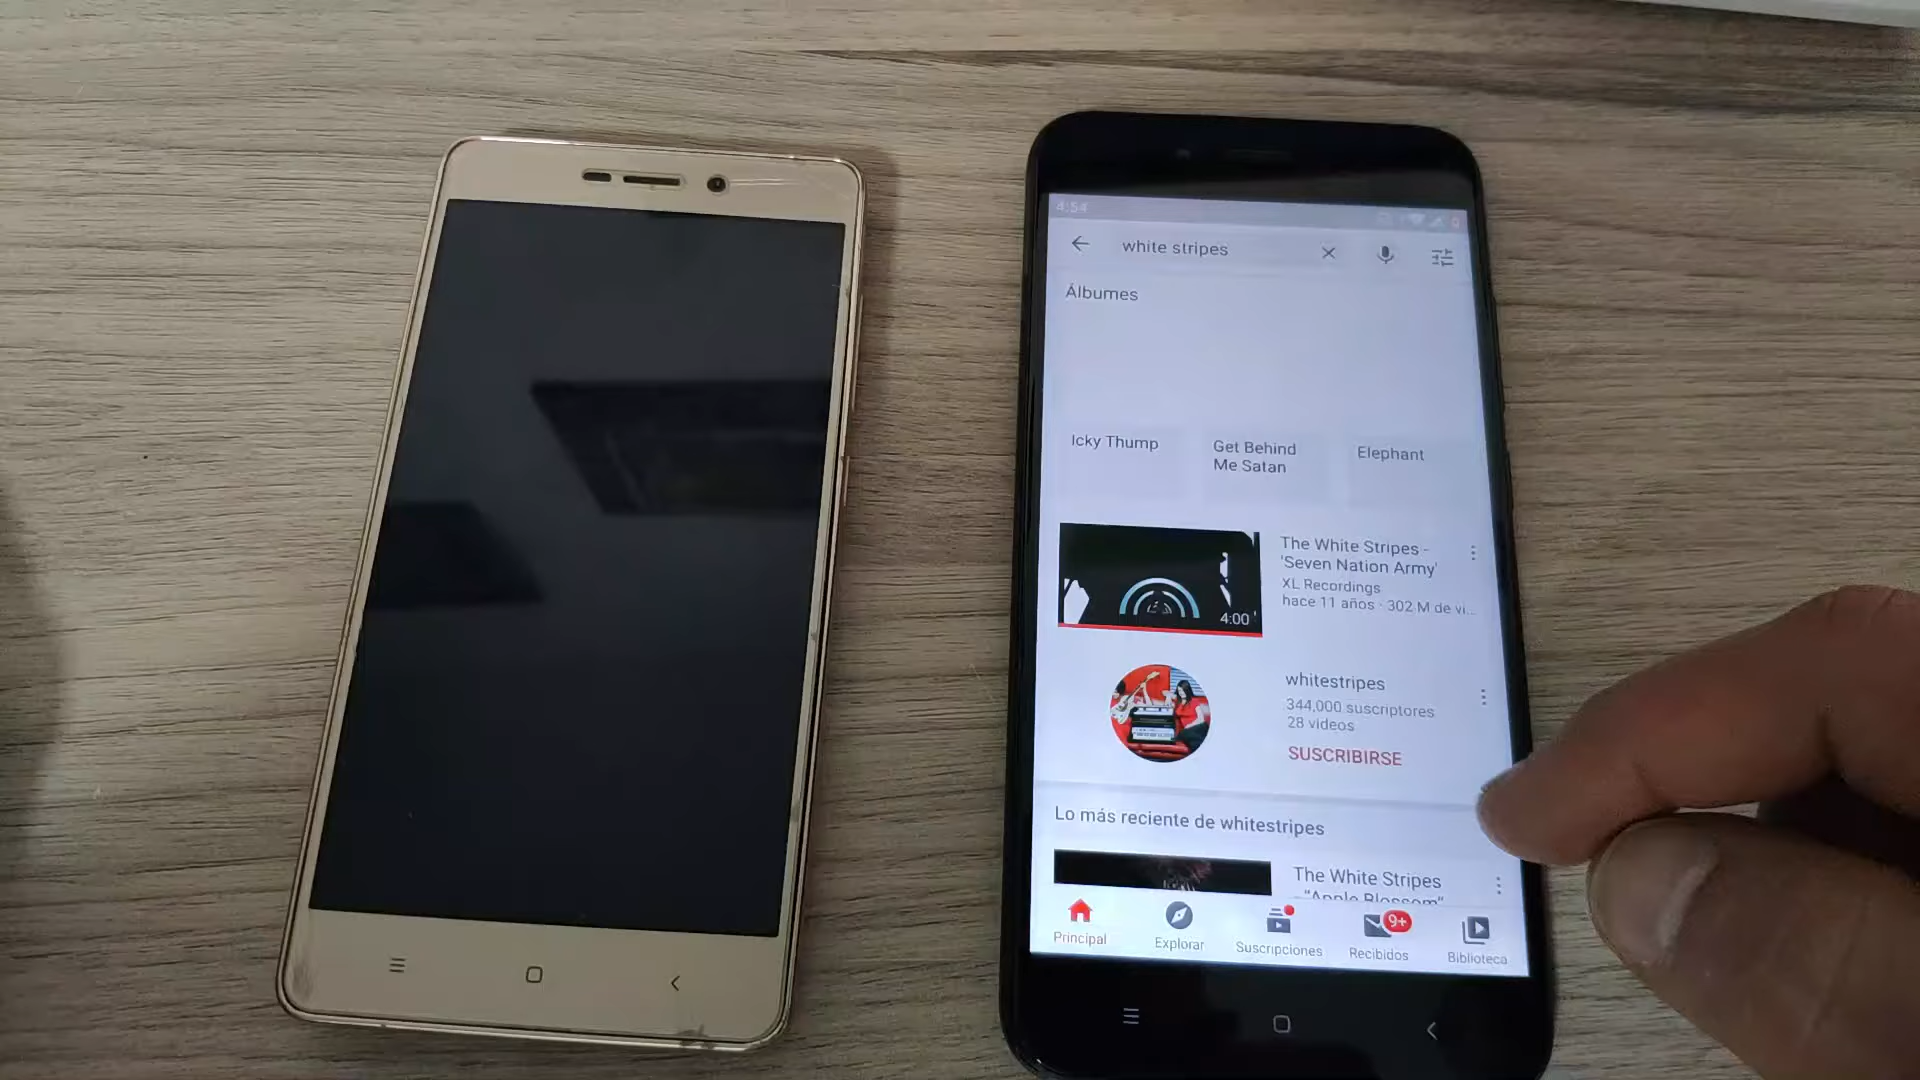 4:54
white stripes
Álbumes
Icky Thump
Get Behind
Me Satan
Elephant
The White Stripes -
'Seven Nation Army'
XL Recordings
hace 11 años · 302 M de vi...
4:00
whitestripes
344,000 suscriptores
28 videos
SUSCRIBIRSE
Lo más reciente de whitestripes
The White Stripes
- "Apple Blossom"
9+
Principal
Explorar
Suscripciones
Recibidos
Biblioteca